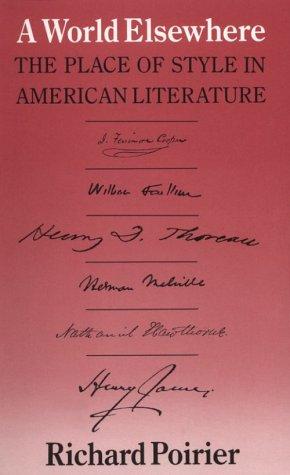 A World Elsewhere
THE PLACE OF STYLE IN
AMERICAN LITERATURE
J. Fenimore Cooper
William Faulkner
Henry D. Thoreau
Herman Melville
Nathaniel Hawthorne.
Henry James
Richard Poirier